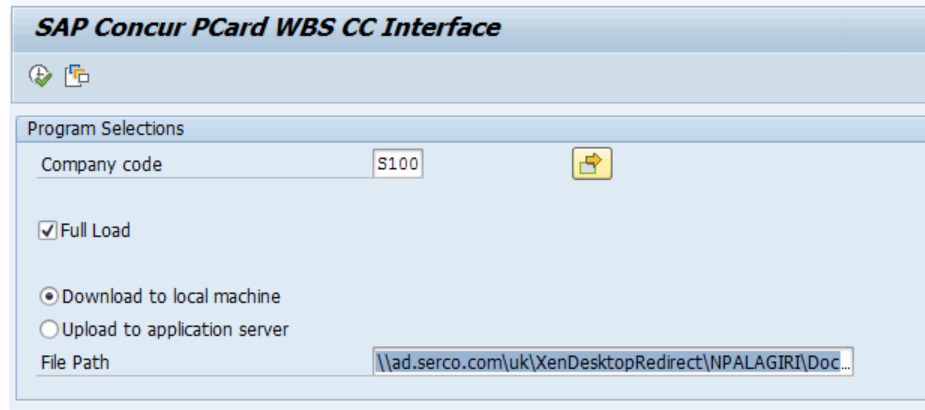 SAP Concur PCard WBS CC Interface
Program Selections
Company code S100
Full Load
Download to local machine
Upload to application server
File Path \\ad.serco.com\uk\XenDesktopRedirect\NPALAGIRI\Doc...